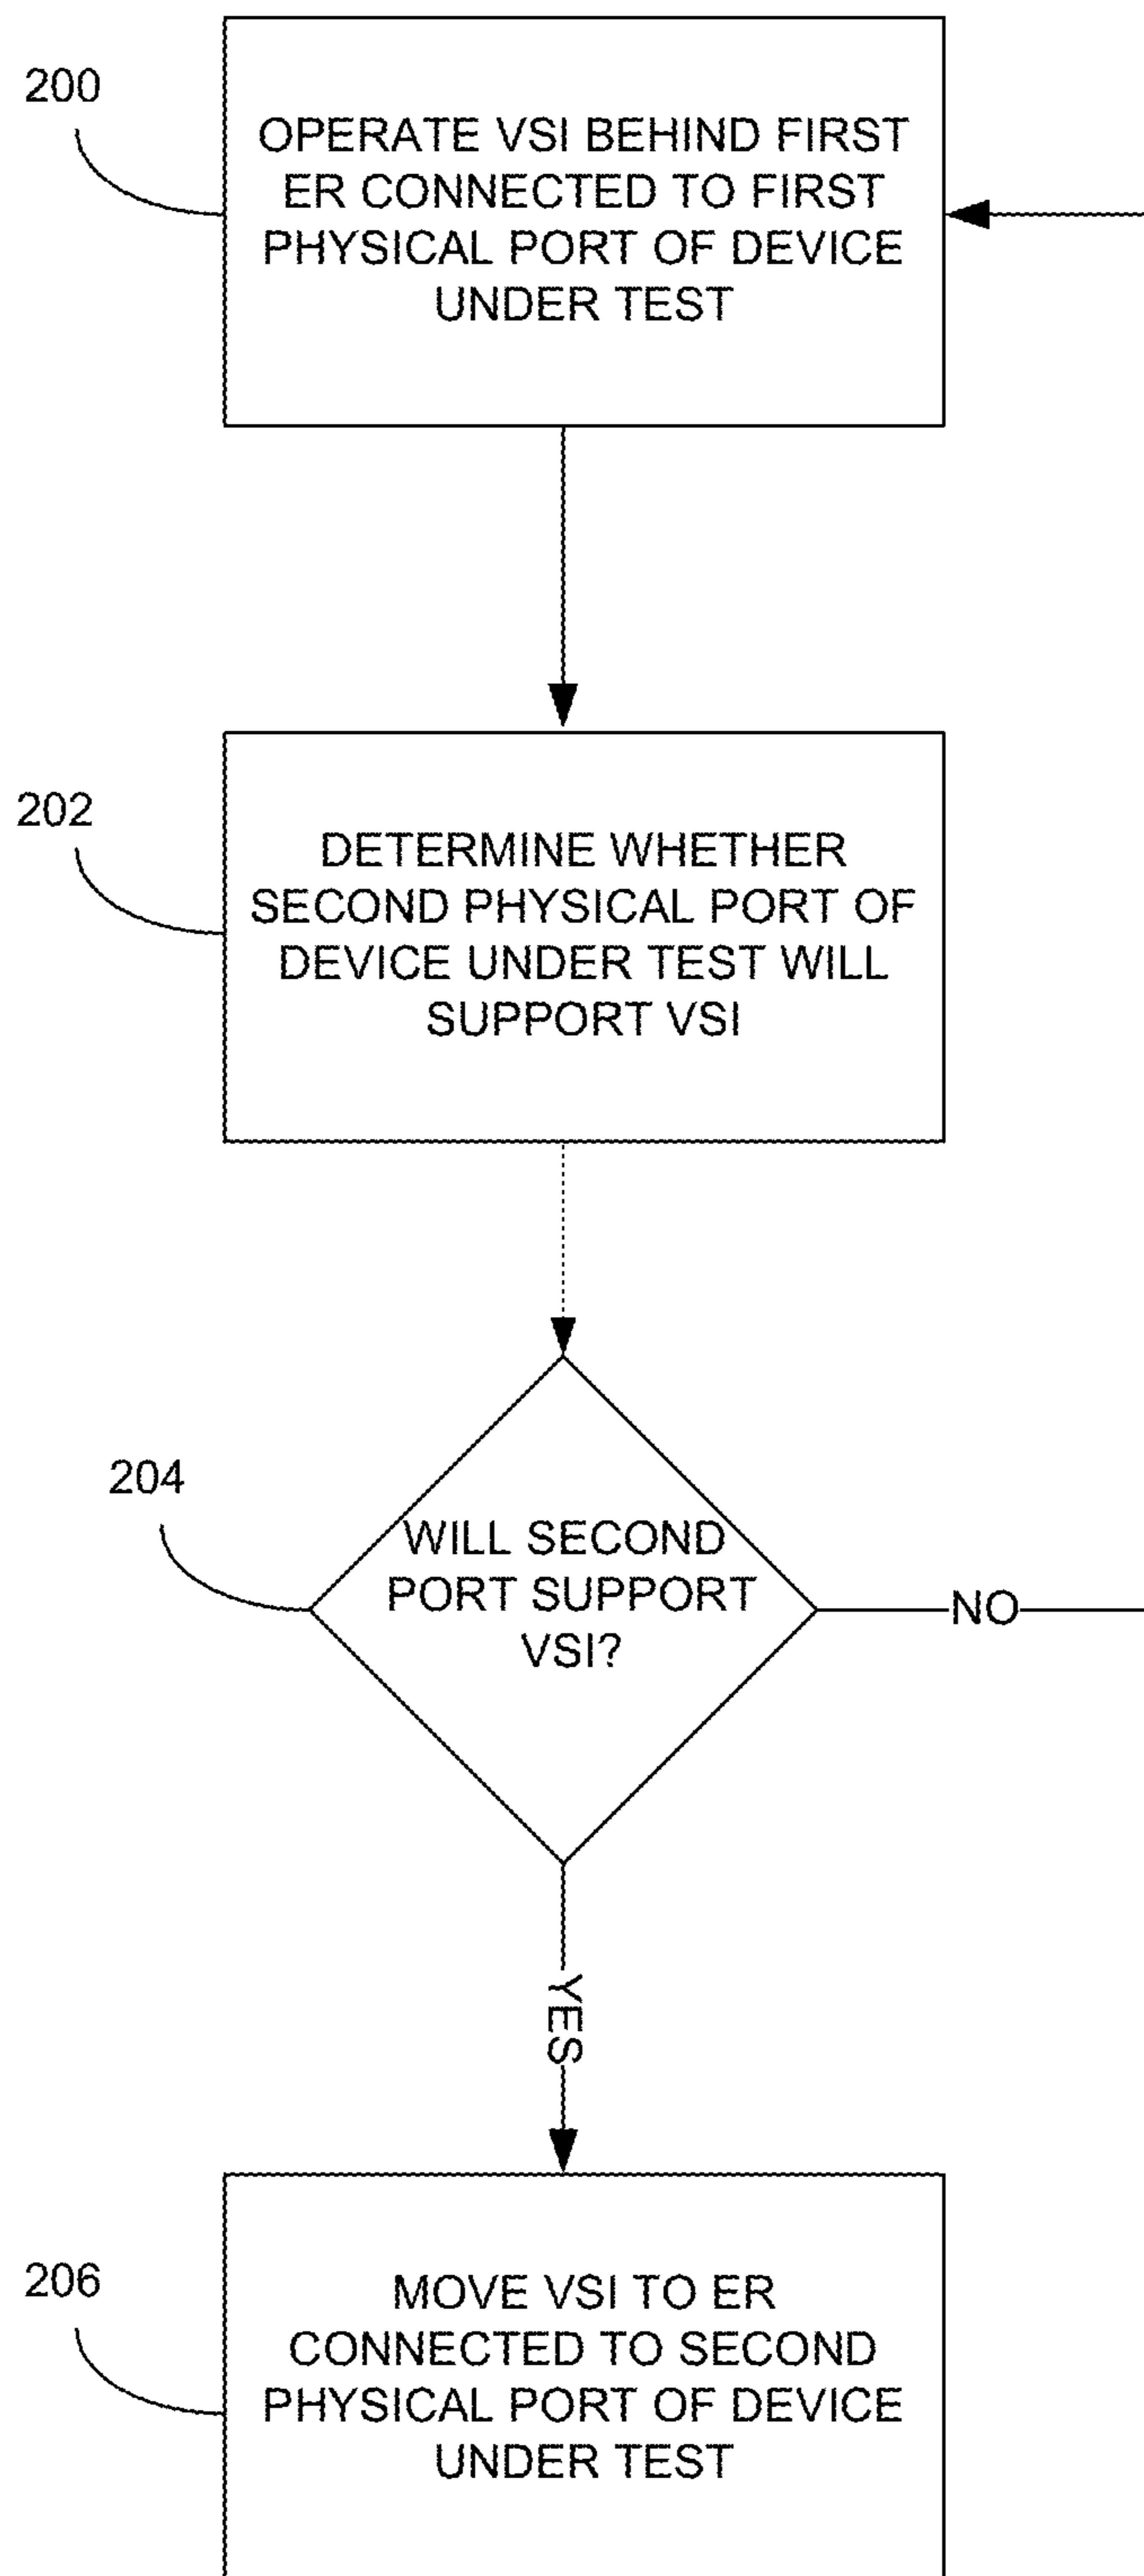 200
OPERATE VSI BEHIND FIRST
ER CONNECTED TO FIRST
PHYSICAL PORT OF DEVICE
UNDER TEST
202
DETERMINE WHETHER
SECOND PHYSICAL PORT OF
DEVICE UNDER TEST WILL
SUPPORT VSI
204
WILL SECOND
PORT SUPPORT
VSI?
NO
YES
206
MOVE VSI TO ER
CONNECTED TO SECOND
PHYSICAL PORT OF DEVICE
UNDER TEST